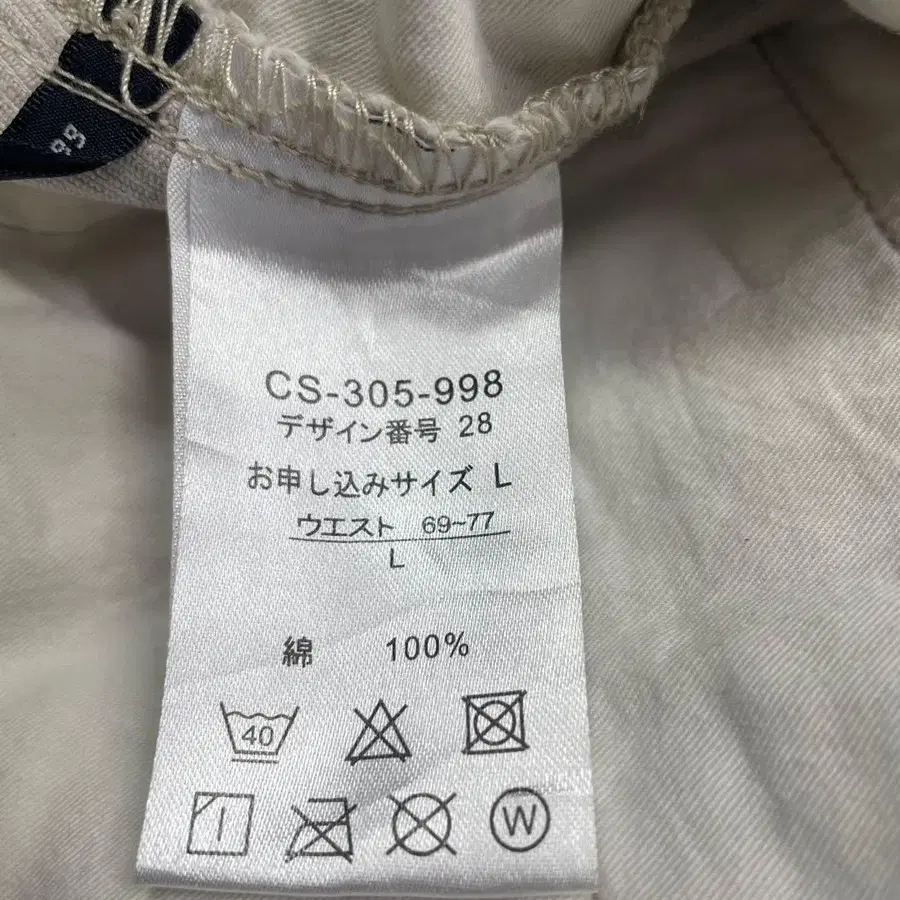 CS-305-998
デザイン番号 28
お申し込みサイズ L
ウエスト 69~77
L
綿 100%
40
W